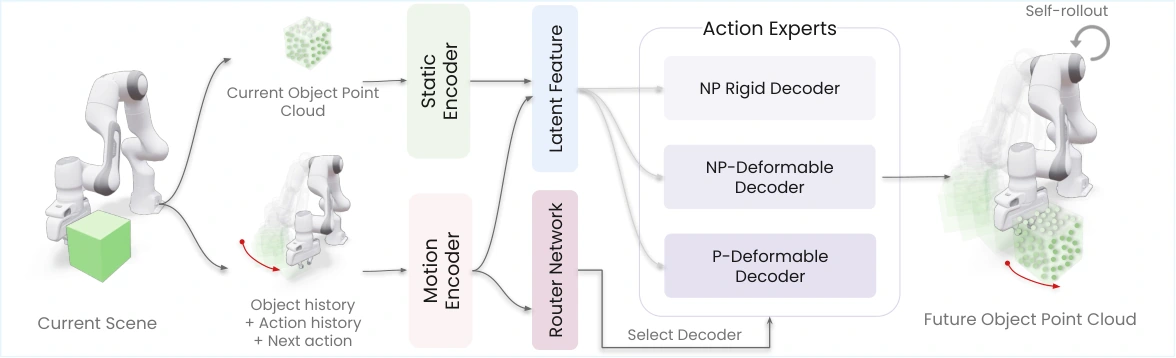 Current Scene
Current Object Point
Cloud
Object history
+ Action history
+ Next action
Static
Encoder
Motion
Encoder
Latent Feature
Router Network
Select Decoder
Action Experts
NP Rigid Decoder
NP-Deformable
Decoder
P-Deformable
Decoder
Self-rollout
Future Object Point Cloud